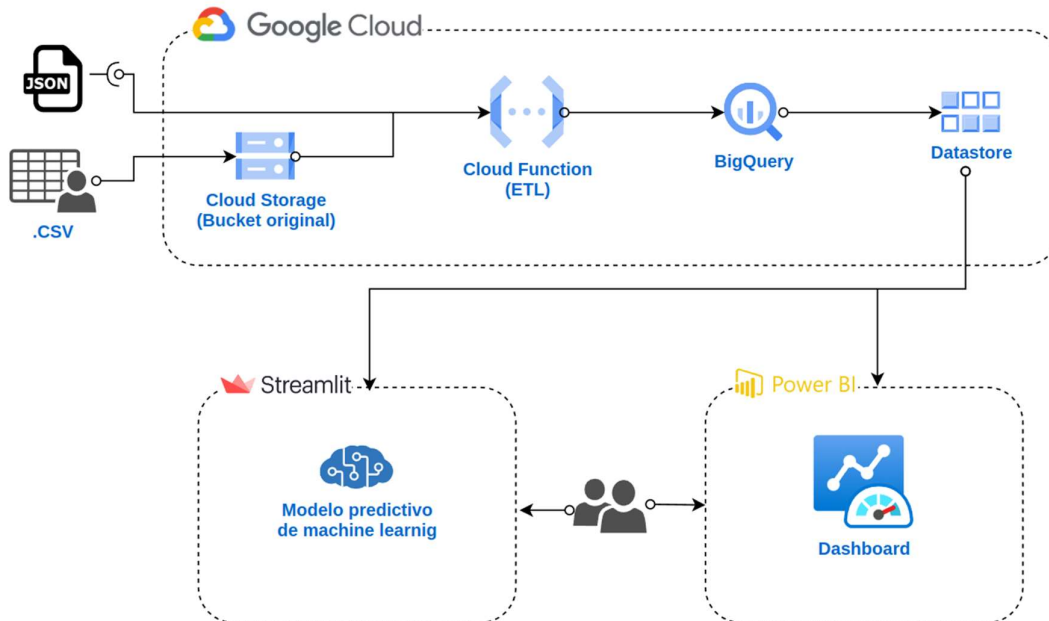 Google Cloud
JSON
.CSV
Cloud Storage
(Bucket original)
Cloud Function
(ETL)
BigQuery
Datastore
Streamlit
Modelo predictivo
de machine learnig
Power BI
Dashboard